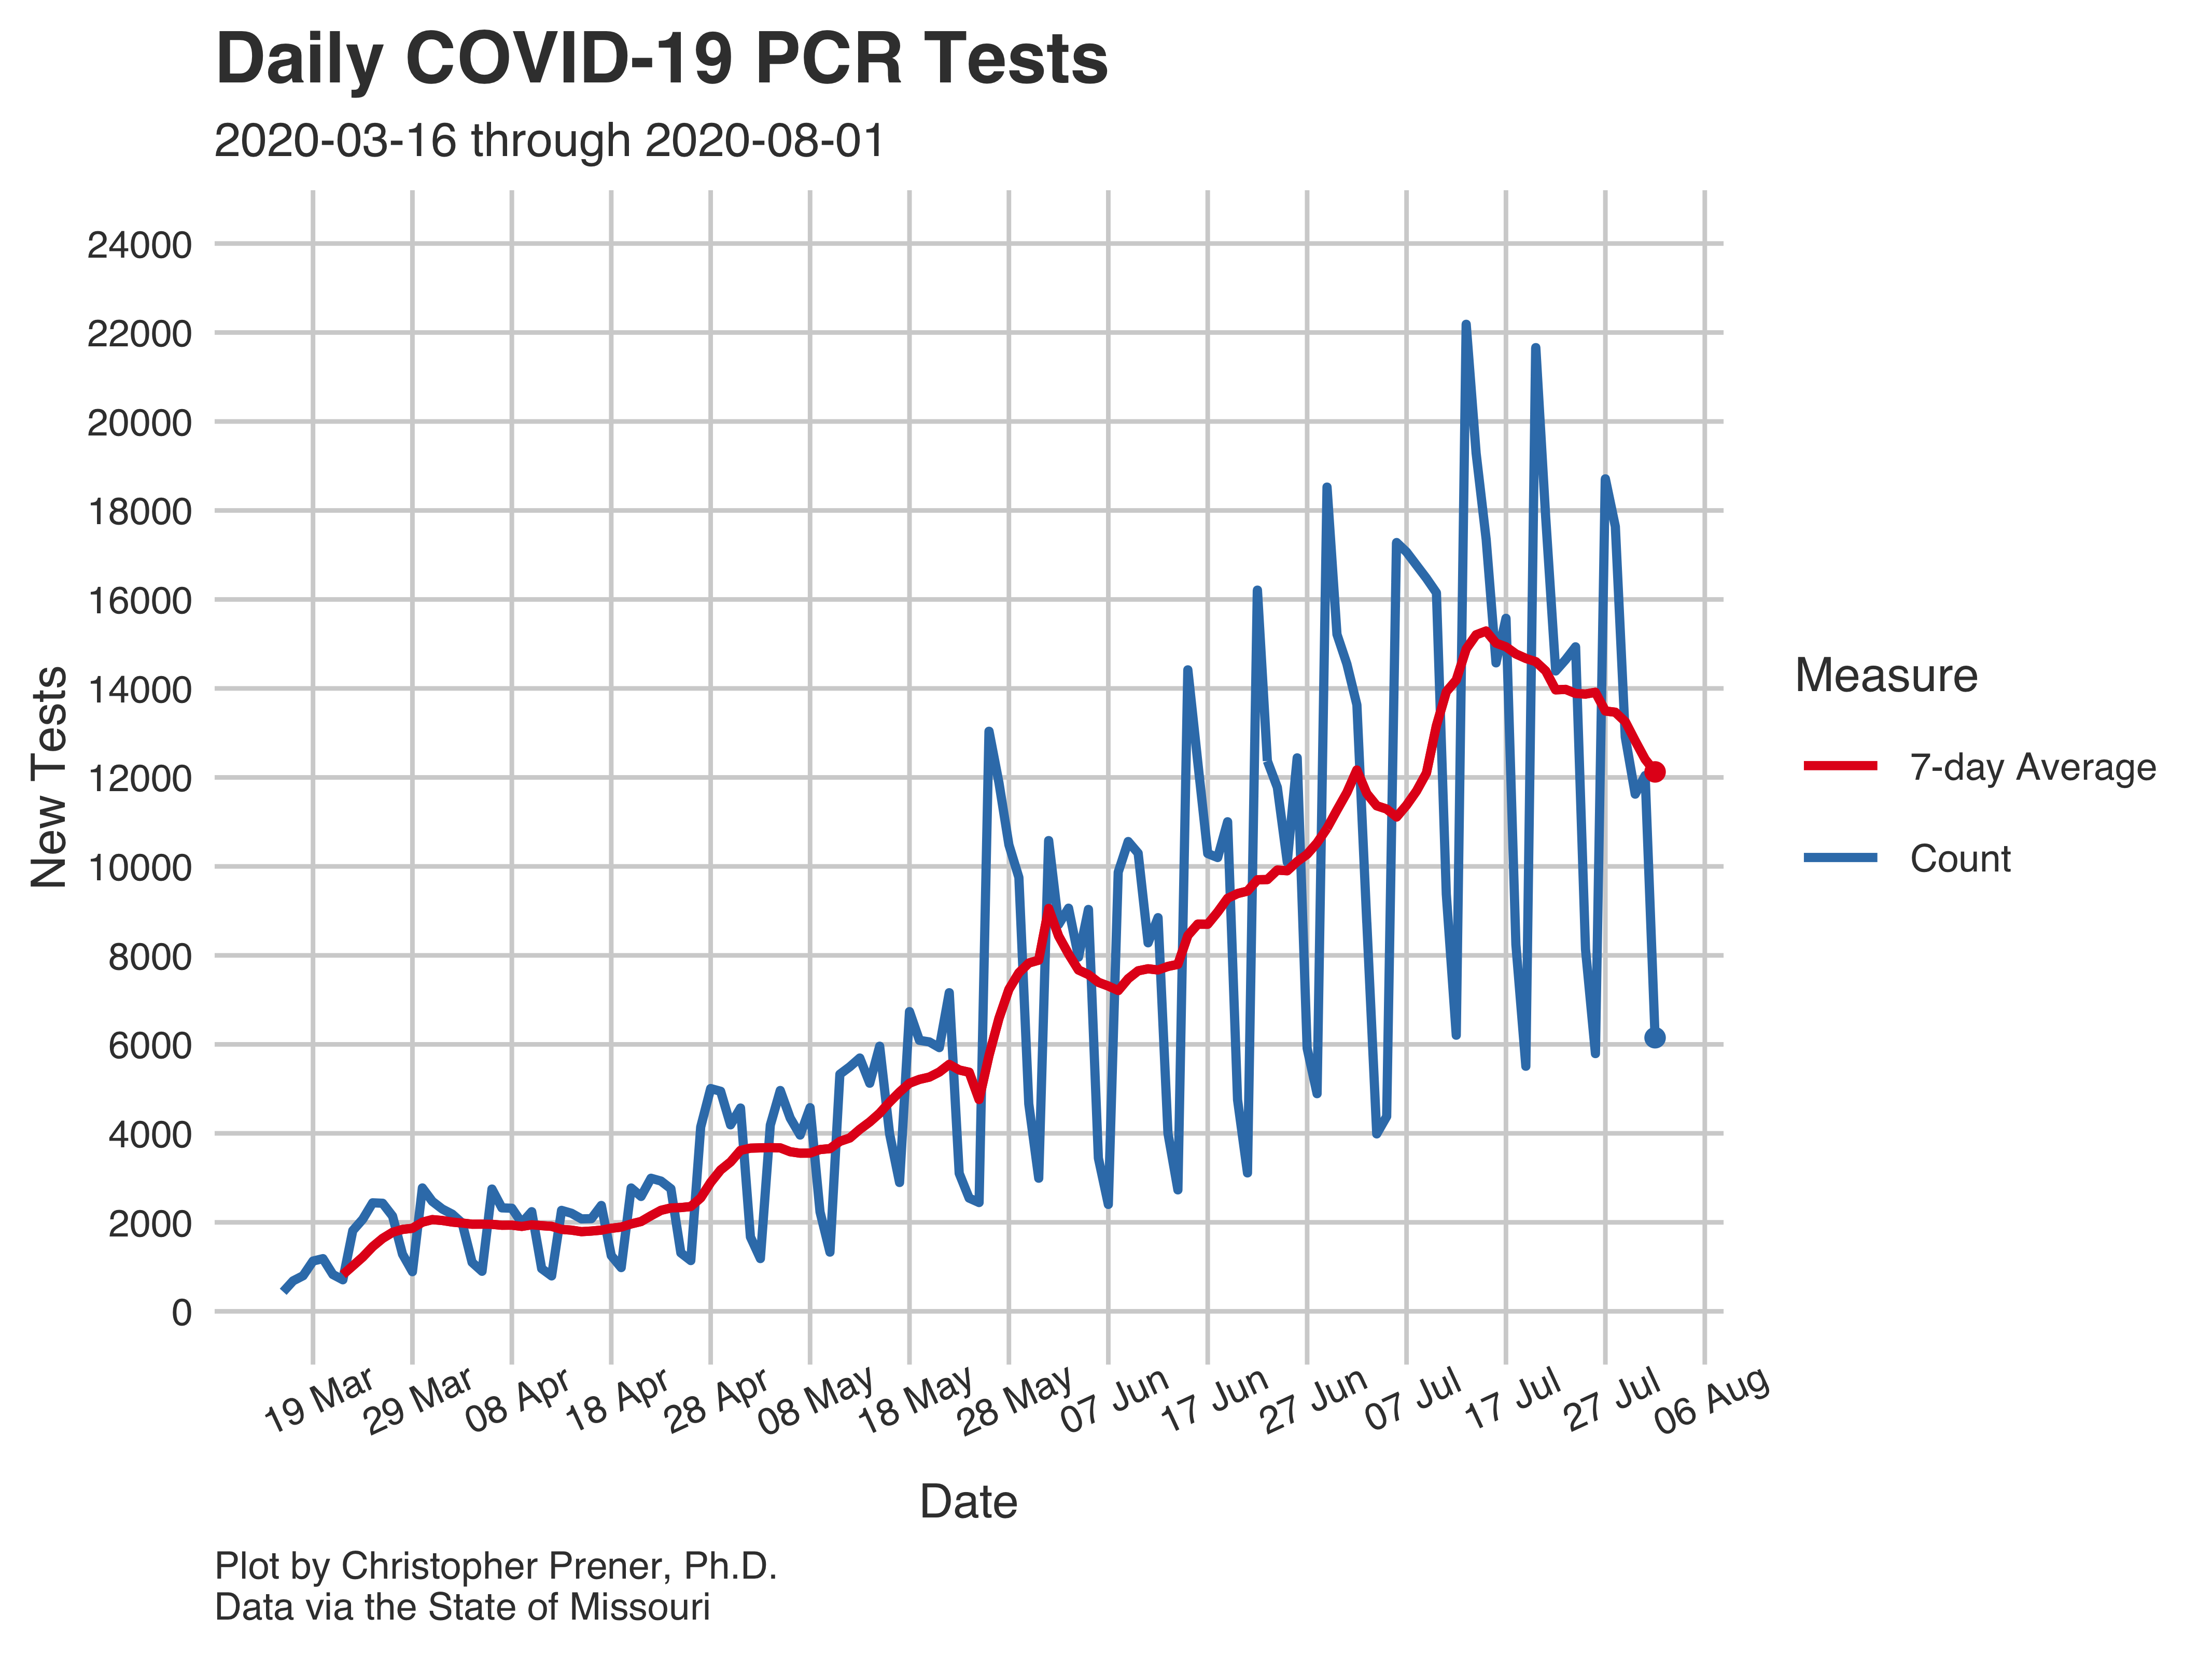 Daily COVID-19 PCR Tests
2020-03-16 through 2020-08-01
24000
22000
20000
18000
16000
14000
12000
10000
8000
6000
4000
2000
0
New Tests
19 Mar
29 Mar
08 Apr
18 Apr
28 Apr
08 May
18 May
28 May
07 Jun
17 Jun
27 Jun
07 Jul
17 Jul
27 Jul
06 Aug
Date
Measure
7-day Average
Count
Plot by Christopher Prener, Ph.D.
Data via the State of Missouri